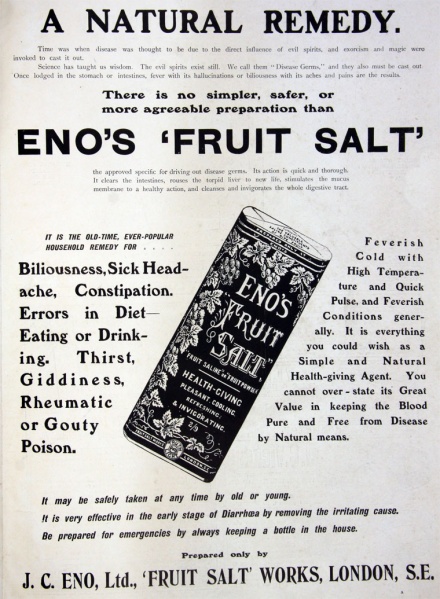 A NATURAL REMEDY.
Time was when disease was thought to be due to the direct influence of evil spirits, and exorcism and magic were
invoked to cast it out.
Science has taught us wisdom. The evil spirits exist still. We call them "Disease Germs," and they also must be cast out.
Once lodged in the stomach or intestines, fever with its hallucinations or biliousness with its aches and pains are the results.
There is no simpler, safer, or
more agreeable preparation than
ENO'S 'FRUIT SALT'
the approved specific for driving out disease germs. Its action is quick and thorough.
It clears the intestines, rouses the torpid liver to new life, stimulates the mucus
membrane to a healthy action, and cleanses and invigorates the whole digestive tract.
IT IS THE OLD-TIME, EVER-POPULAR
HOUSEHOLD REMEDY FOR . . . .
Biliousness, Sick Head-
ache, Constipation.
Errors in Diet—
Eating or Drink-
ing. Thirst,
Giddiness,
Rheumatic
or Gouty
Poison.
ENO'S
FRUIT
SALT,"
FRUIT SALINE OR FRUIT POWDER
HEALTH-GIVING
PLEASANT, COOLING,
REFRESHING,
& INVIGORATING.
2/9
Feverish
Cold with
High Tempera-
ture and Quick
Pulse, and Feverish
Conditions gener-
ally. It is everything
you could wish as a
Simple and Natural
Health-giving Agent. You
cannot over-state its Great
Value in keeping the Blood
Pure and Free from Disease
by Natural means.
It may be safely taken at any time by old or young.
It is very effective in the early stage of Diarrhœa by removing the irritating cause.
Be prepared for emergencies by always keeping a bottle in the house.
Prepared only by
J. C. ENO, Ltd., 'FRUIT SALT' WORKS, LONDON, S.E.